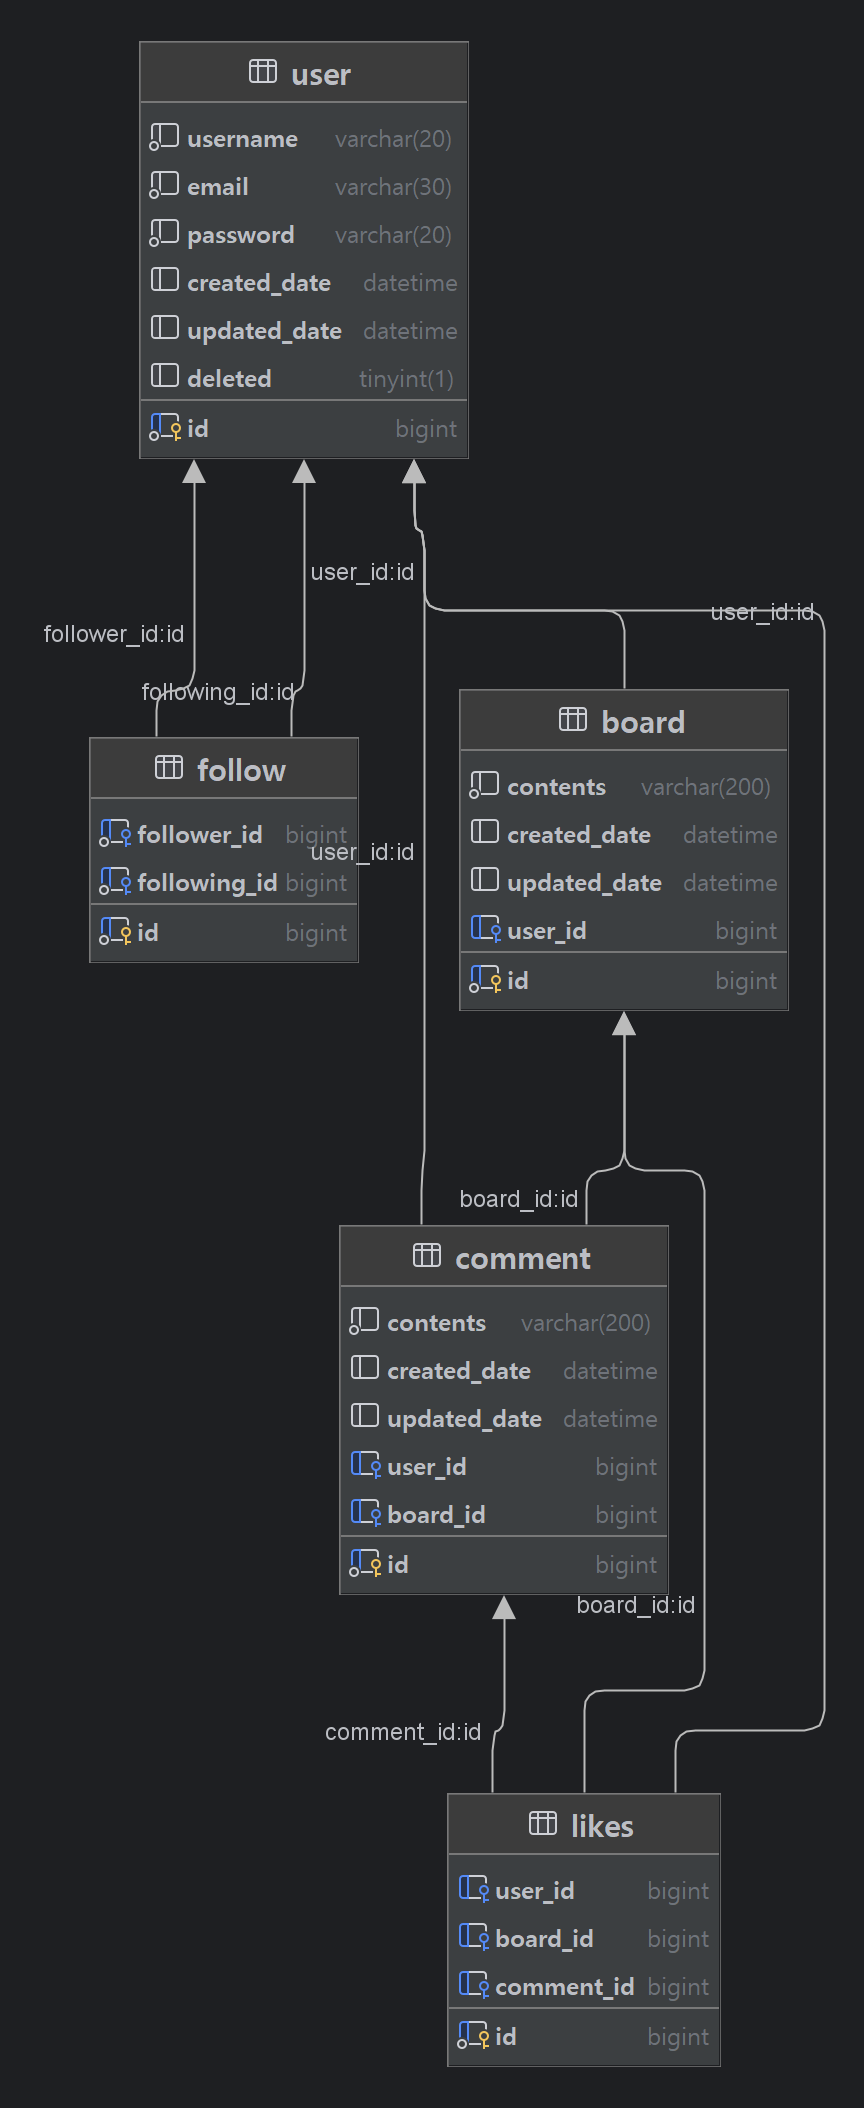 user
username varchar(20)
email varchar(30)
password varchar(20)
created_date datetime
updated_date datetime
deleted tinyint(1)
id bigint
user_id:id
user_id:id
follower_id:id
following_id:id
follow
follower_id bigint
following_id bigint
id bigint
user_id:id
board
contents varchar(200)
created_date datetime
updated_date datetime
user_id bigint
id bigint
board_id:id
comment
contents varchar(200)
created_date datetime
updated_date datetime
user_id bigint
board_id bigint
id bigint
board_id:id
comment_id:id
likes
user_id bigint
board_id bigint
comment_id bigint
id bigint